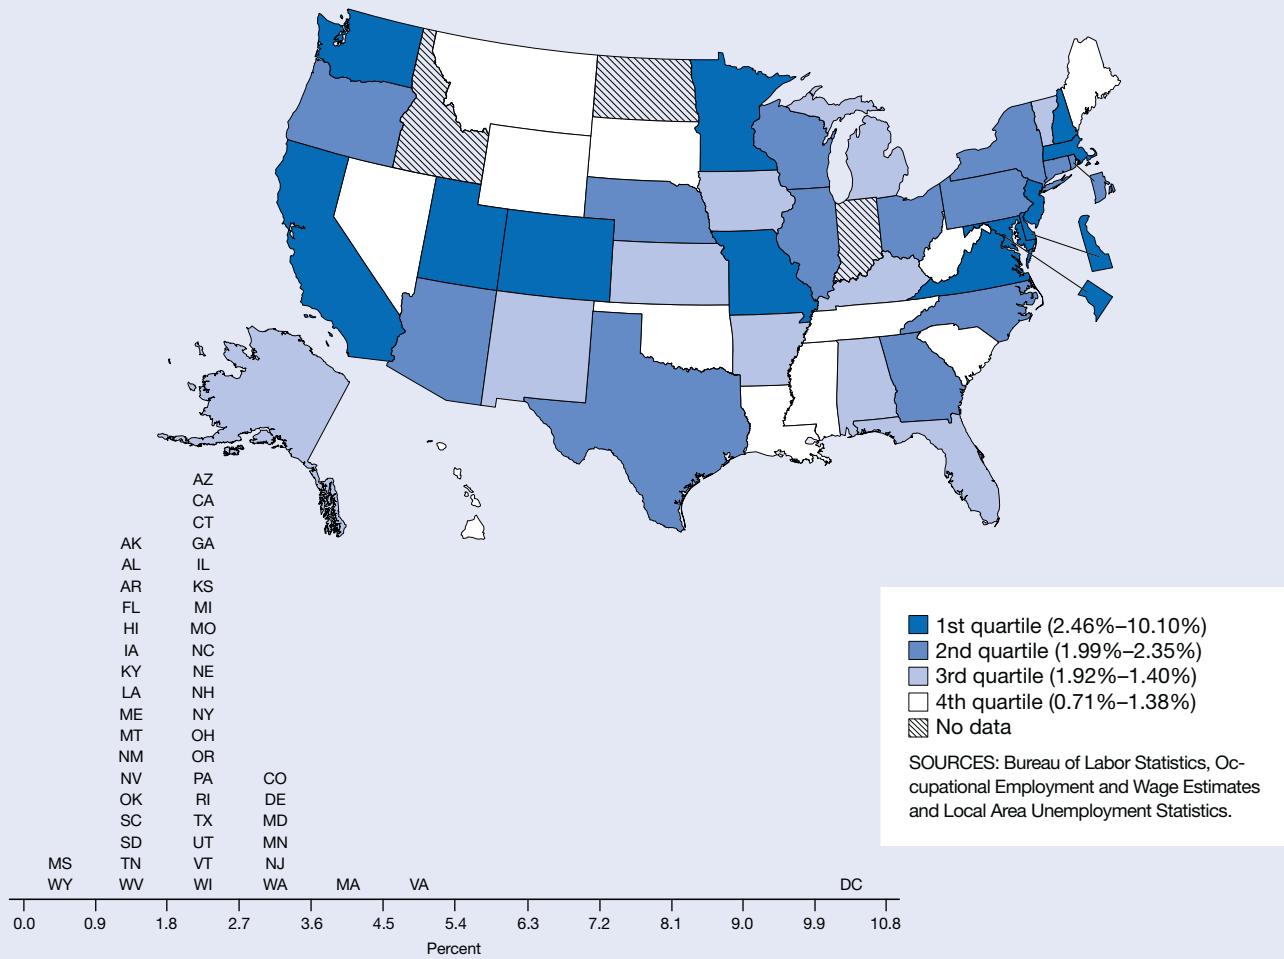 AZ
CA
CT
AK GA
AL IL
AR KS
FL MI
HI MO
IA NC
KY NE
LA NH
ME NY
MT OH
NM OR
NV PA CO
OK RI DE
SC TX MD
SD UT MN
MS TN VT NJ
WY WV WI WA MA VA DC
0.0 0.9 1.8 2.7 3.6 4.5 5.4 6.3 7.2 8.1 9.0 9.9 10.8
Percent
1st quartile (2.46%–10.10%)
2nd quartile (1.99%–2.35%)
3rd quartile (1.92%–1.40%)
4th quartile (0.71%–1.38%)
No data
SOURCES: Bureau of Labor Statistics, Oc-
cupational Employment and Wage Estimates
and Local Area Unemployment Statistics.